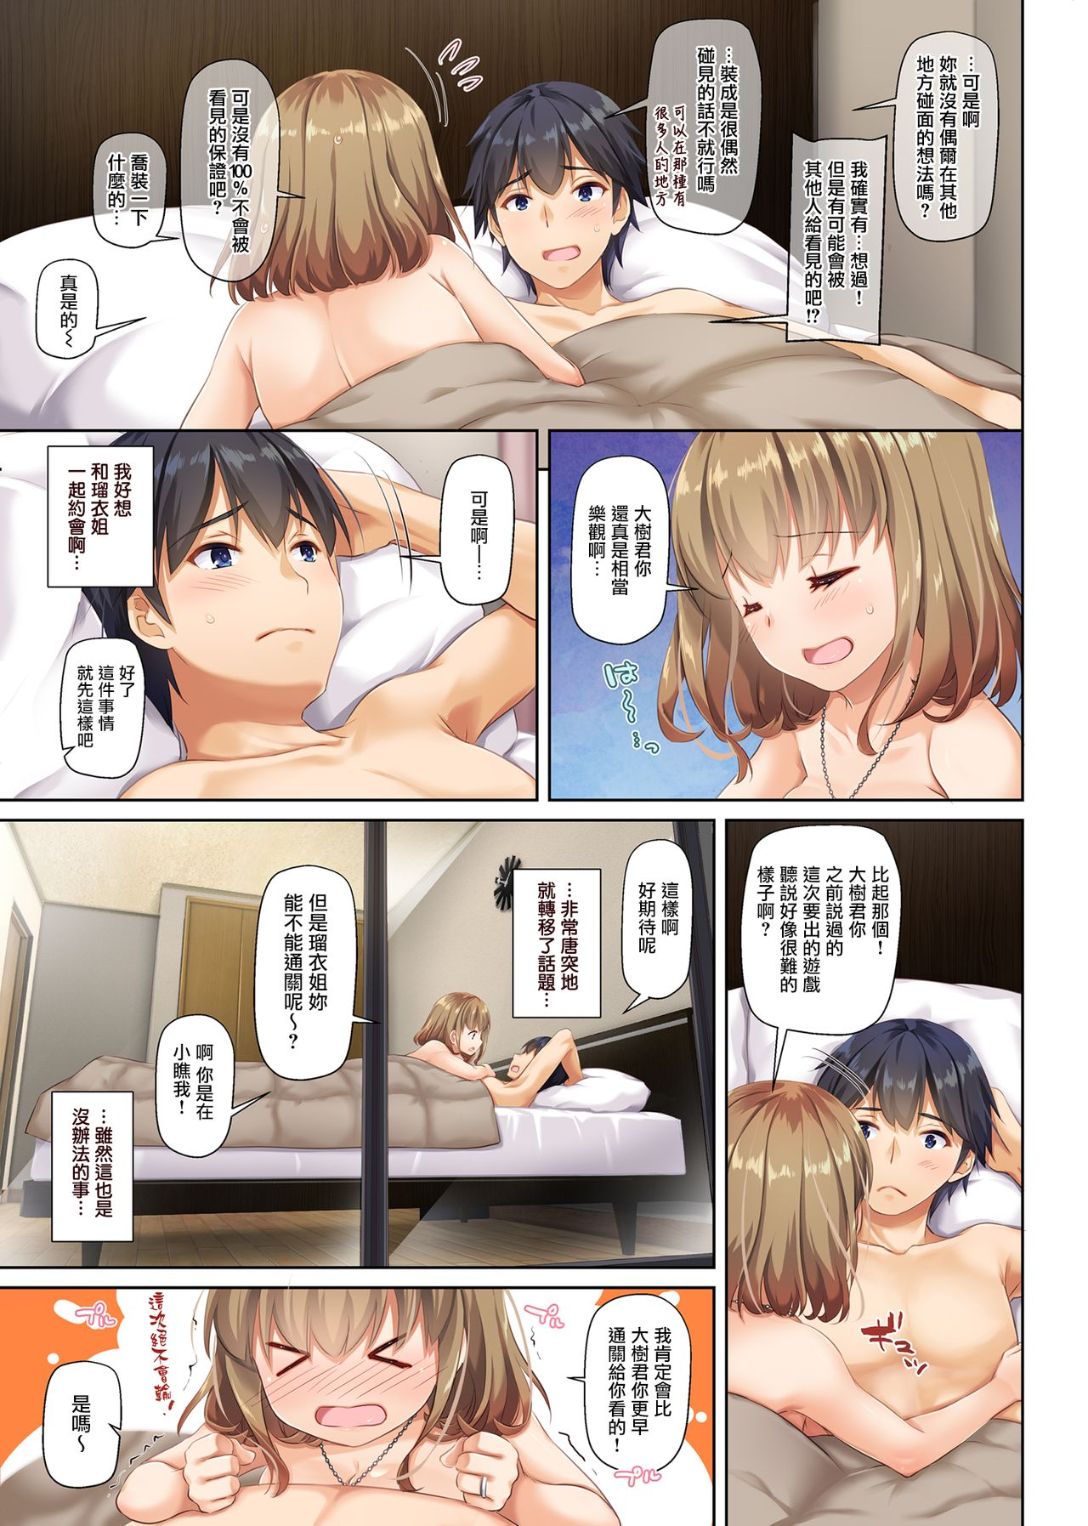 …可是啊
妳就沒有偶爾在其他
地方碰面的想法嗎？
我確實有…想過！
但是有可能會被
其他人給看見的吧!?
…裝成是很偶然
碰見的話不就行嗎
可以在那種有
很多人的地方
可是沒有100%不會被
看見的保證吧？
喬裝一下
什麼的…
真是的～
大樹君你
還真是相當
樂觀啊…
は～…っ
可是啊——…
我好想
和瑠衣姐
一起約會啊…
好了
這件事情
就先這樣吧
比起那個！
大樹君你
之前說過的
這次要出的遊戲
聽說好像很難的
樣子啊？
ギュッ
這樣啊
好期待呢
…非常唐突地
就轉移了話題…
但是瑠衣姐妳
能不能通關呢～？
啊 你是在
小瞧我！
…雖然這也是
沒辦法的事…
我肯定會比
大樹君你更早
通關給你看的！
プル
プル
プル
這次絕不會輸！
是嗎～